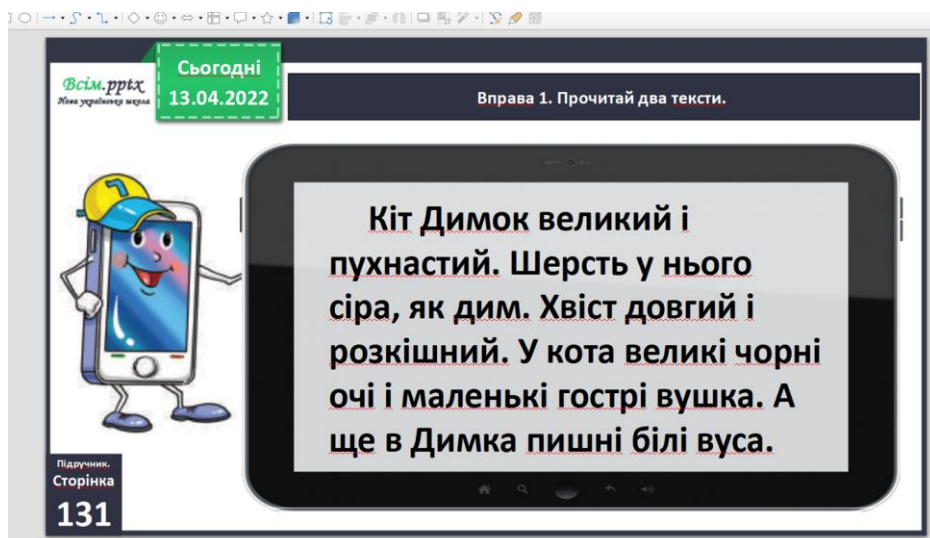 Всім.pptx
Нова українська школа
Сьогодні
13.04.2022
Вправа 1. Прочитай два тексти.
Кіт Димок великий і
пухнастий. Шерсть у нього
сіра, як дим. Хвіст довгий і
розкішний. У кота великі чорні
очі і маленькі гострі вушка. А
ще в Димка пишні білі вуса.
Підручник.
Сторінка
131